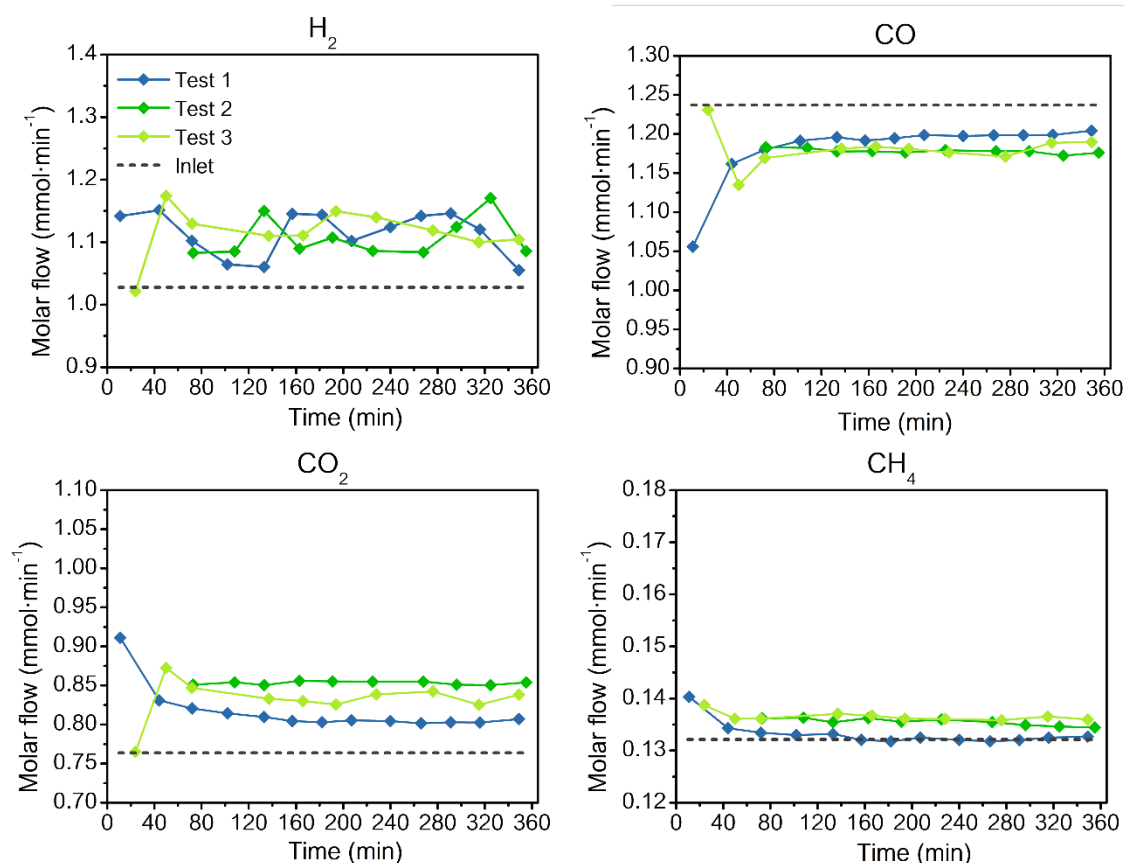 H₂
Molar flow (mmol·min⁻¹)
1.4
1.3
1.2
1.1
1.0
0.9
Test 1
Test 2
Test 3
Inlet
0 40 80 120 160 200 240 280 320 360
Time (min)
CO
Molar flow (mmol·min⁻¹)
1.30
1.25
1.20
1.15
1.10
1.05
1.00
0.95
0.90
0 40 80 120 160 200 240 280 320 360
Time (min)
CO₂
Molar flow (mmol·min⁻¹)
1.10
1.05
1.00
0.95
0.90
0.85
0.80
0.75
0.70
0 40 80 120 160 200 240 280 320 360
Time (min)
CH₄
Molar flow (mmol·min⁻¹)
0.18
0.17
0.16
0.15
0.14
0.13
0.12
0 40 80 120 160 200 240 280 320 360
Time (min)